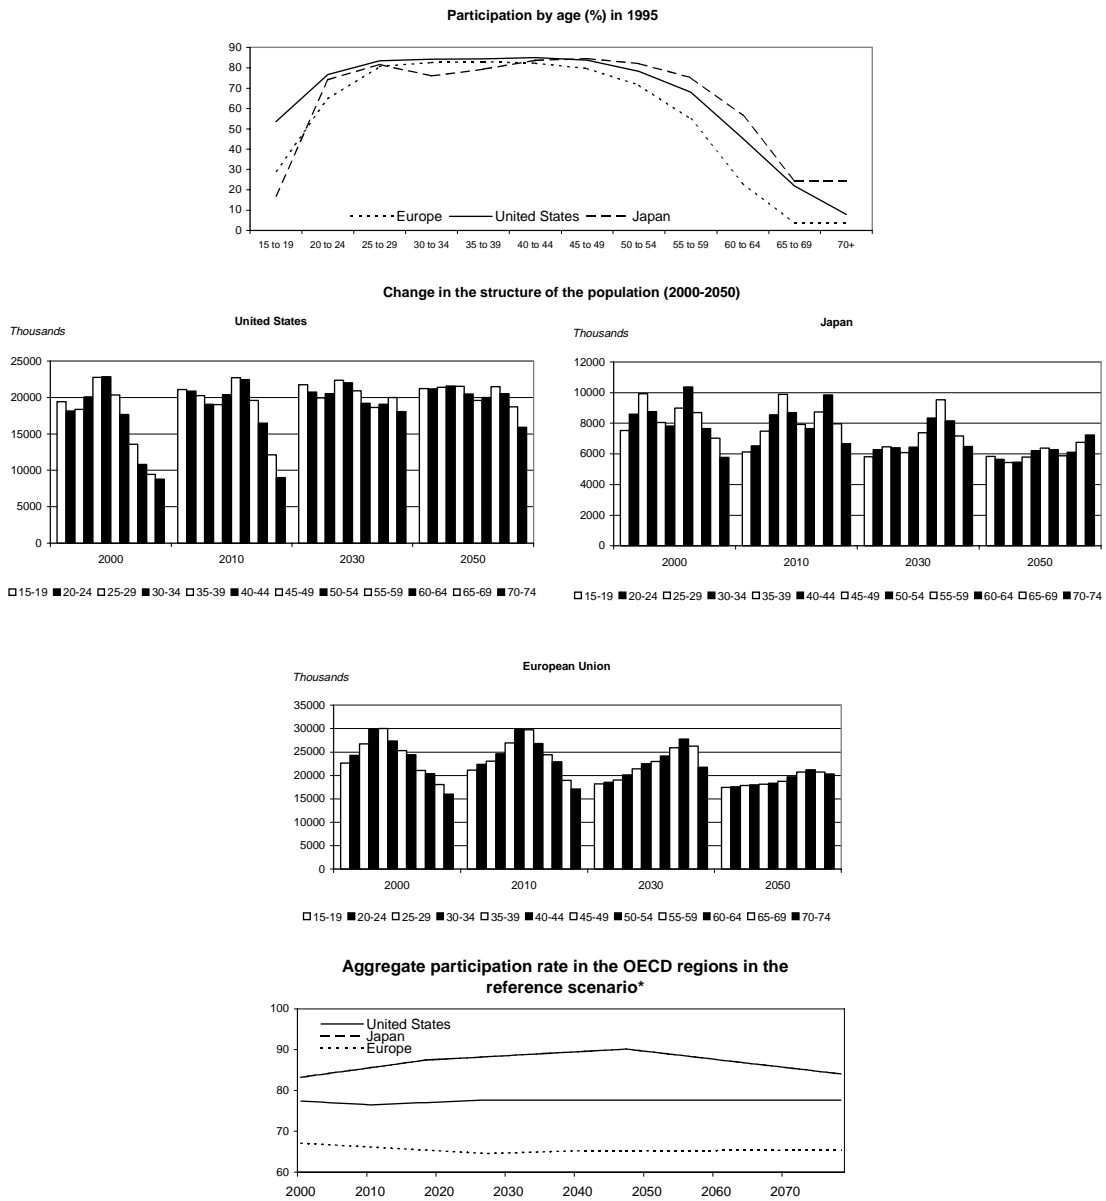 Participation by age (%) in 1995
90
80
70
60
50
40
30
20
10
0
Europe United States Japan
15 to 19 20 to 24 25 to 29 30 to 34 35 to 39 40 to 44 45 to 49 50 to 54 55 to 59 60 to 64 65 to 69 70+
Change in the structure of the population (2000-2050)
United States
Thousands
25000
20000
15000
10000
5000
0
2000 2010 2030 2050
15-19 20-24 25-29 30-34 35-39 40-44 45-49 50-54 55-59 60-64 65-69 70-74
Japan
Thousands
12000
10000
8000
6000
4000
2000
0
2000 2010 2030 2050
15-19 20-24 25-29 30-34 35-39 40-44 45-49 50-54 55-59 60-64 65-69 70-74
European Union
Thousands
35000
30000
25000
20000
15000
10000
5000
0
2000 2010 2030 2050
15-19 20-24 25-29 30-34 35-39 40-44 45-49 50-54 55-59 60-64 65-69 70-74
Aggregate participation rate in the OECD regions in the
reference scenario*
100
90
80
70
60
United States
Japan
Europe
2000 2010 2020 2030 2040 2050 2060 2070